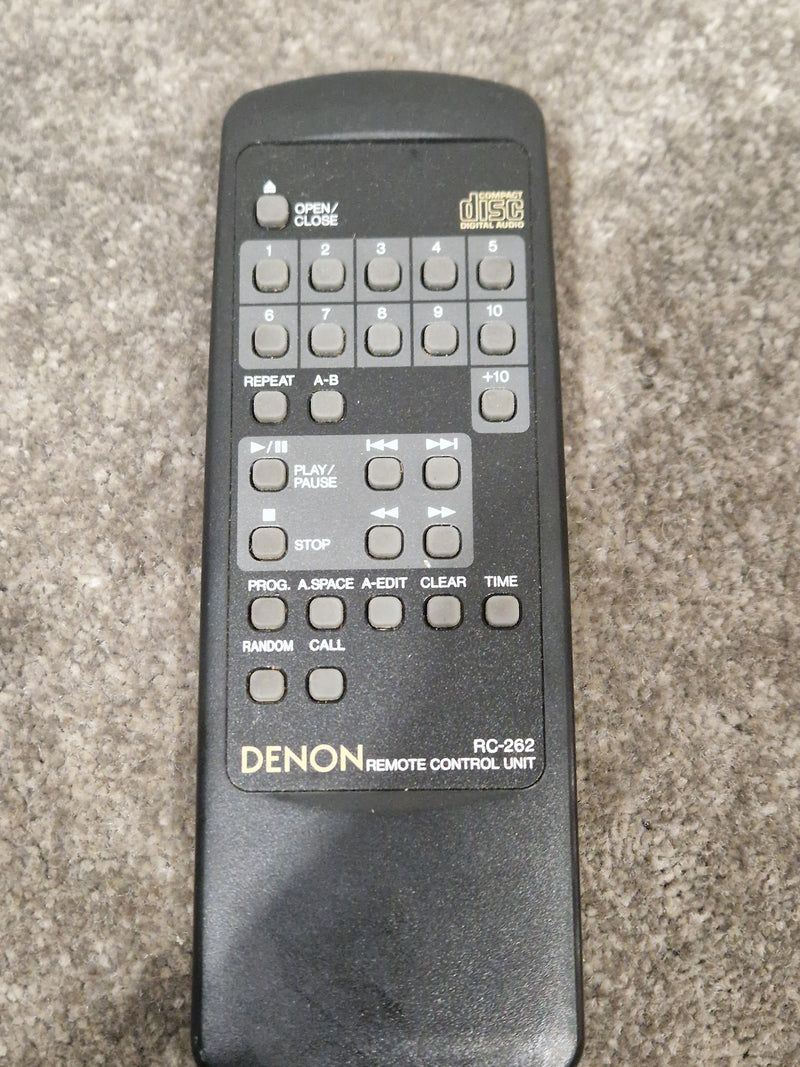 OPEN/
CLOSE
COMPACT
disc
DIGITAL AUDIO
1 2 3 4 5
6 7 8 9 10
REPEAT A-B +10
PLAY/
PAUSE
STOP
PROG. A.SPACE A-EDIT CLEAR TIME
RANDOM CALL
RC-262
DENON REMOTE CONTROL UNIT